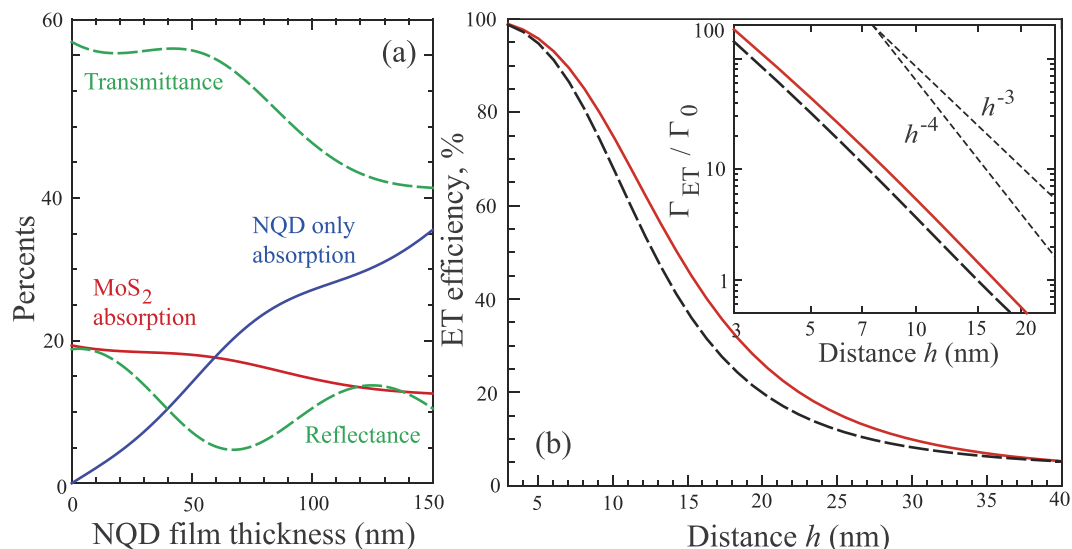 60
40
20
0
Percents
(a)
Transmittance
NQD only
absorption
MoS2
absorption
Reflectance
0
50
100
150
NQD film thickness (nm)
100
80
60
40
20
0
ET efficiency, %
(b)
5
10
15
20
25
30
35
40
Distance h (nm)
100
10
1
ΓET / Γ0
h-3
h-4
3
5
7
10
15
20
Distance h (nm)